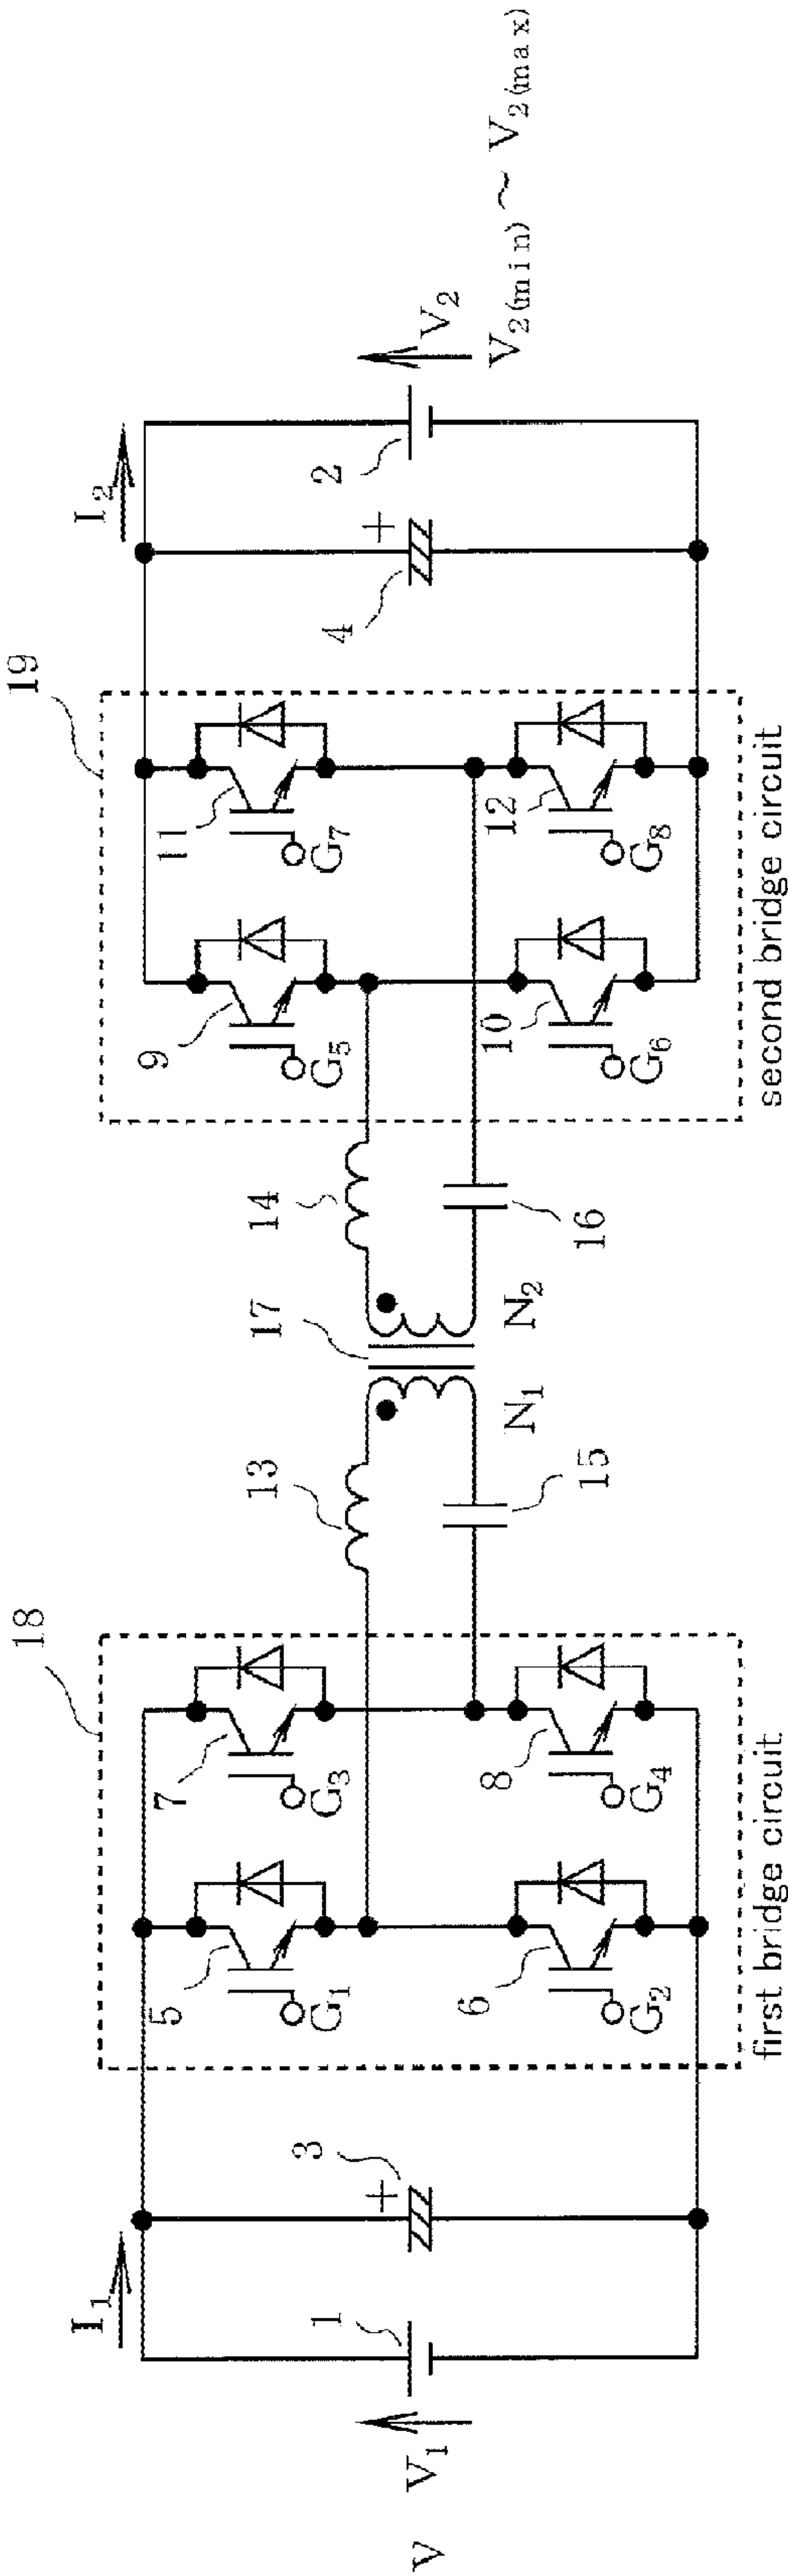 V
V₁
I₁
1
3
18
5
G₁
7
G₃
6
G₂
8
G₄
first bridge circuit
13
15
17
N₁
N₂
14
16
19
9
G₅
11
G₇
10
G₆
12
G₈
second bridge circuit
4
2
I₂
V₂
V₂(min) ~ V₂(max)